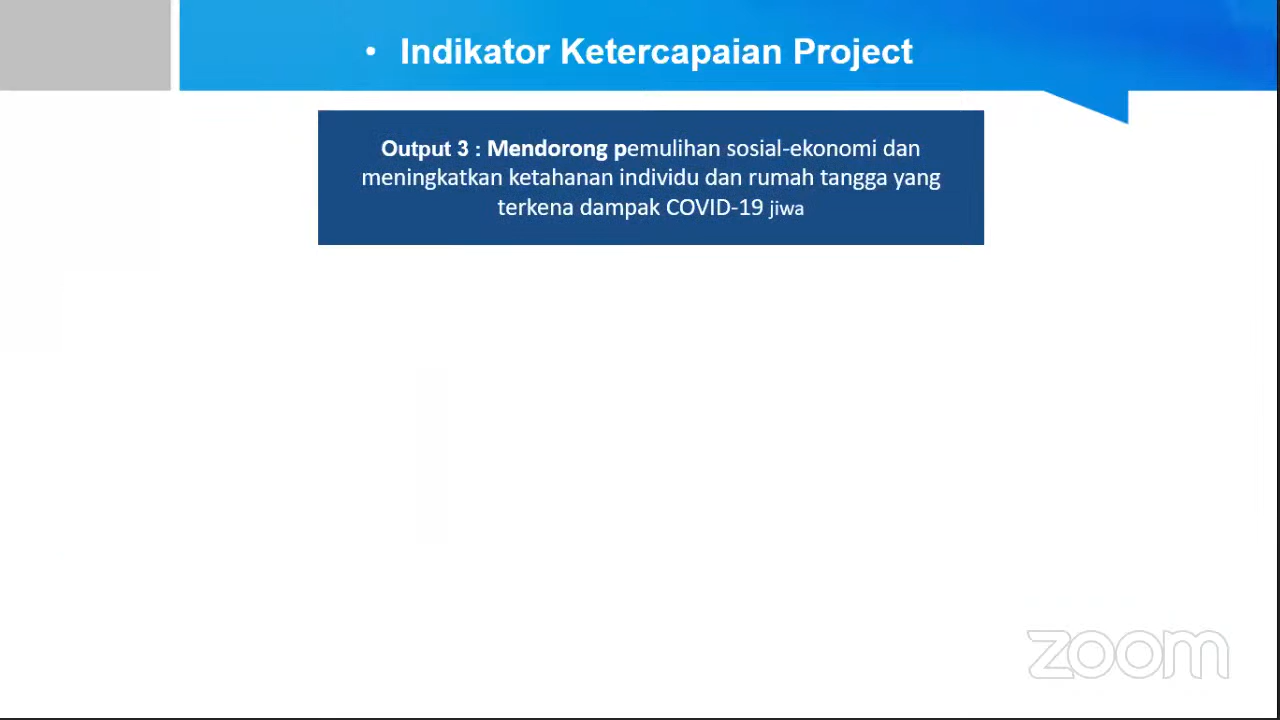 • Indikator Ketercapaian Project
Output 3 : Mendorong pemulihan sosial-ekonomi dan
meningkatkan ketahanan individu dan rumah tangga yang
terkena dampak COVID-19 jiwa
zoom